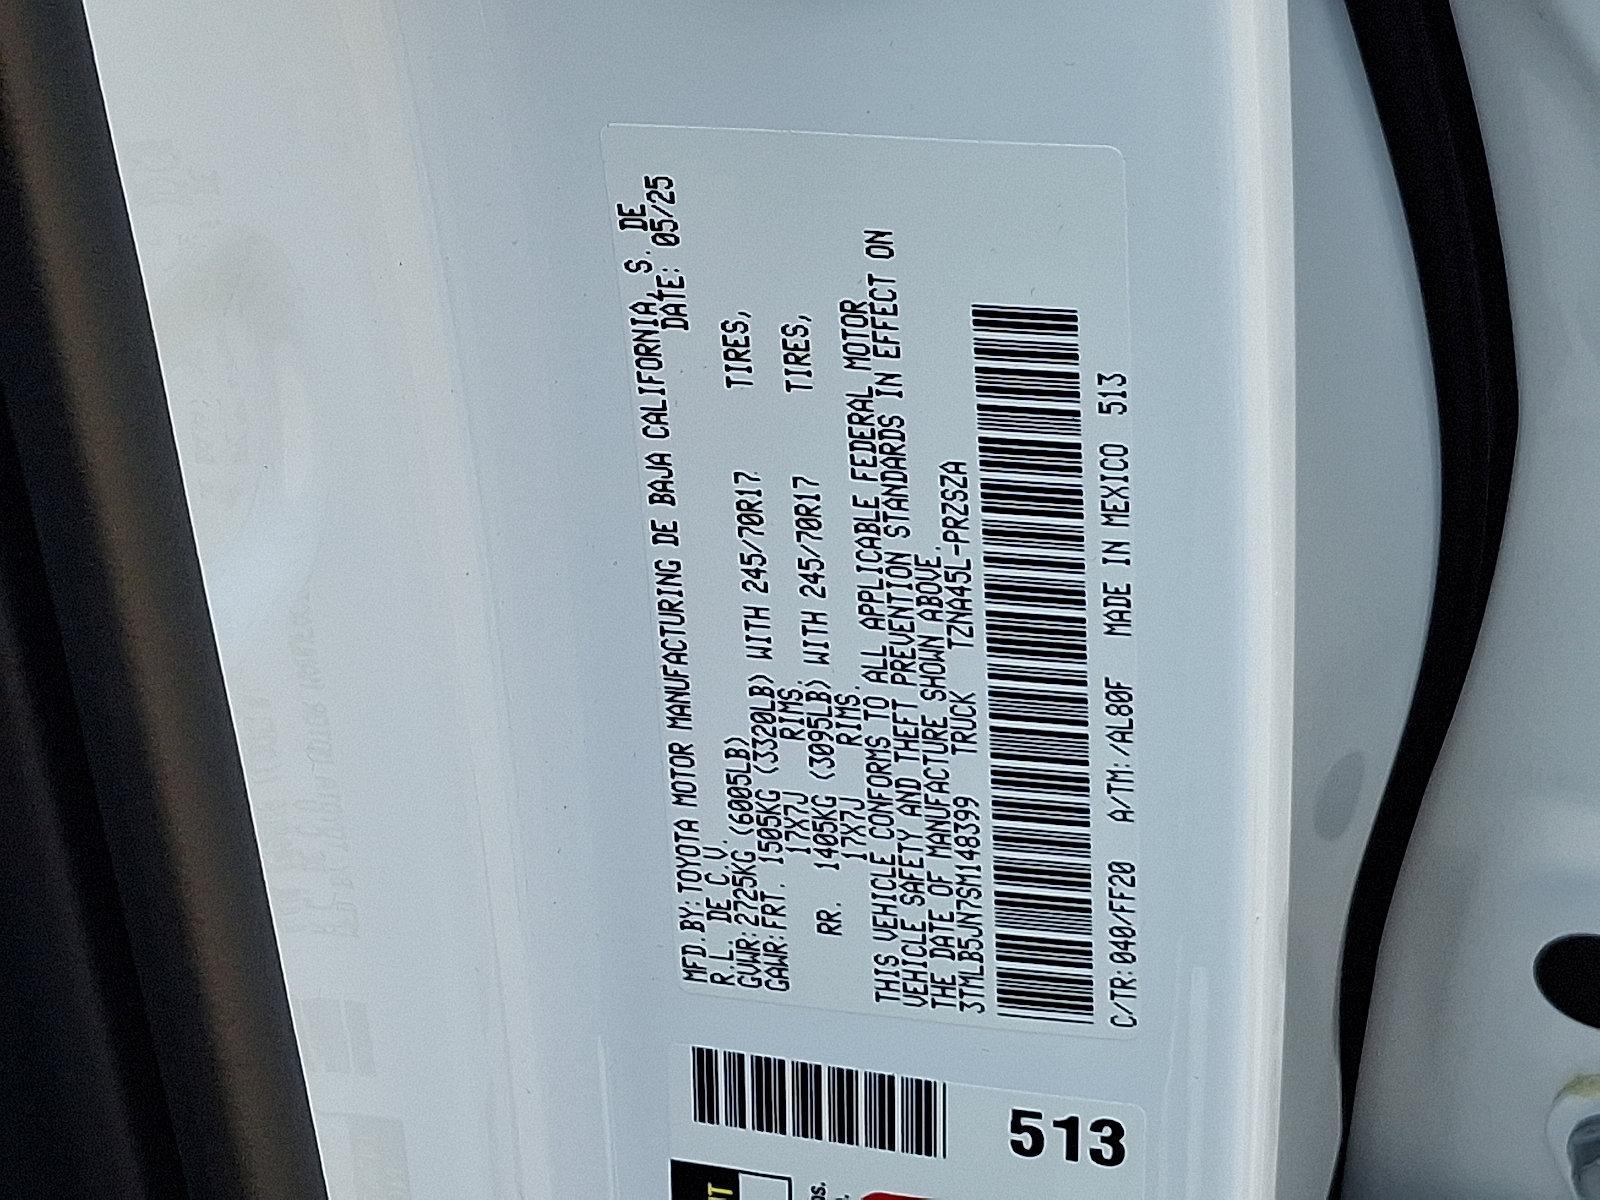 MFD.BY:TOYOTA MOTOR MANUFACTURING DE BAJA CALIFORNIA, S. DE
R.L. DE C.V. DATE: 05/25
GVWR:2725KG (6005LB)
GAWR:FRT. 1505KG (3320LB) WITH 245/70R17 TIRES,
17X7J RIMS.
RR. 1405KG (3095LB) WITH 245/70R17 TIRES,
17X7J RIMS.
THIS VEHICLE CONFORMS TO ALL APPLICABLE FEDERAL MOTOR
VEHICLE SAFETY AND THEFT PREVENTION STANDARDS IN EFFECT ON
THE DATE OF MANUFACTURE SHOWN ABOVE.
3TMLB5JN7SM148399 TRUCK TZNA45L-PRZSZA
C/TR:040/FF20 A/TM:/AL80F MADE IN MEXICO 513
513